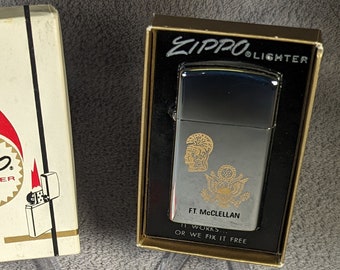 ZIPPO® LIGHTER
FT. McCLELLAN
IT WORKS...
OR WE FIX IT FREE